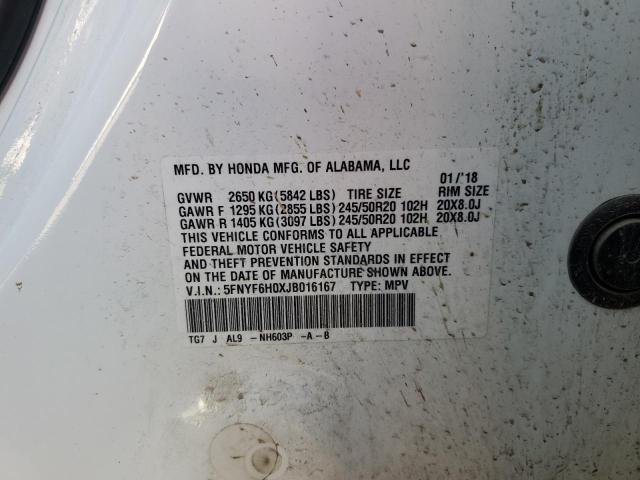 MFD. BY HONDA MFG. OF ALABAMA, LLC 01/'18
GVWR 2650 KG (5842 LBS) TIRE SIZE RIM SIZE
GAWR F 1295 KG (2855 LBS) 245/50R20 102H 20X8.0J
GAWR R 1405 KG (3097 LBS) 245/50R20 102H 20X8.0J
THIS VEHICLE CONFORMS TO ALL APPLICABLE
FEDERAL MOTOR VEHICLE SAFETY
AND THEFT PREVENTION STANDARDS IN EFFECT
ON THE DATE OF MANUFACTURE SHOWN ABOVE.
V.I.N.: 5FNYF6H0XJB016167 TYPE: MPV
TG7 J AL9 -NH603P -A-B